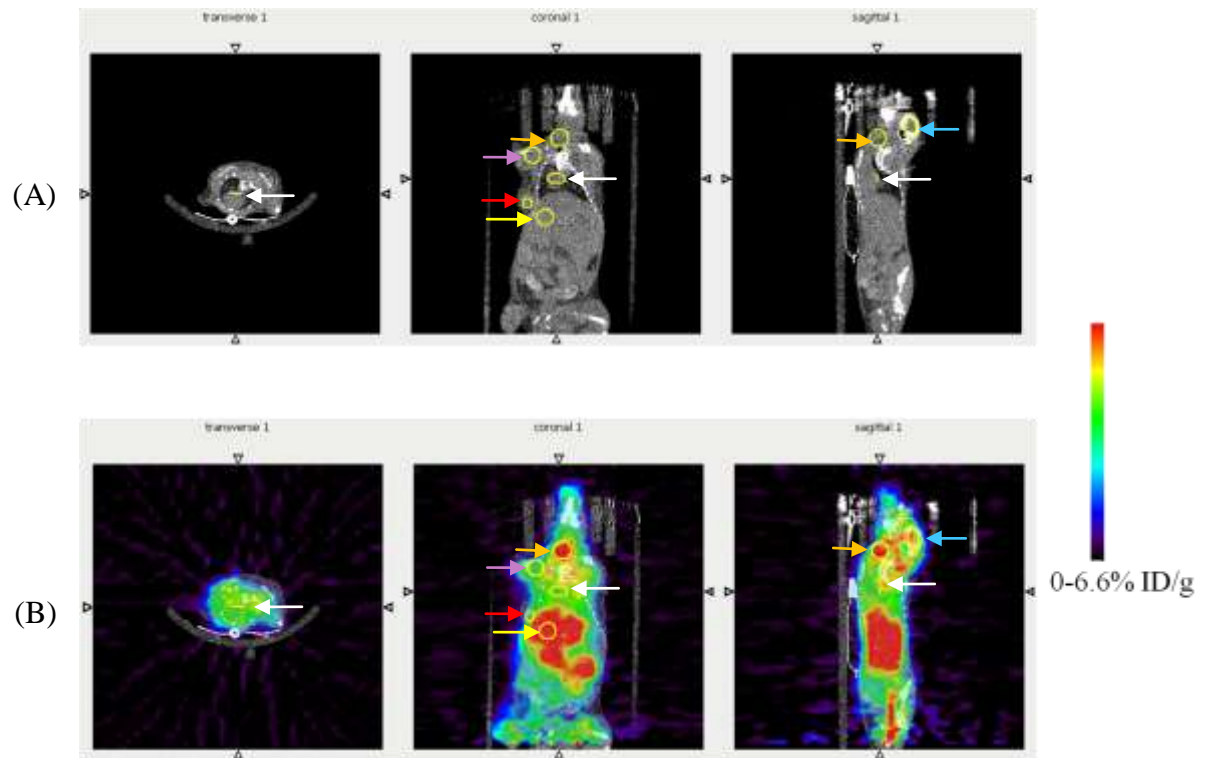 transverse 1 coronal 1 sagittal 1
(A)
transverse 1 coronal 1 sagittal 1
0-6.6% ID/g
(B)